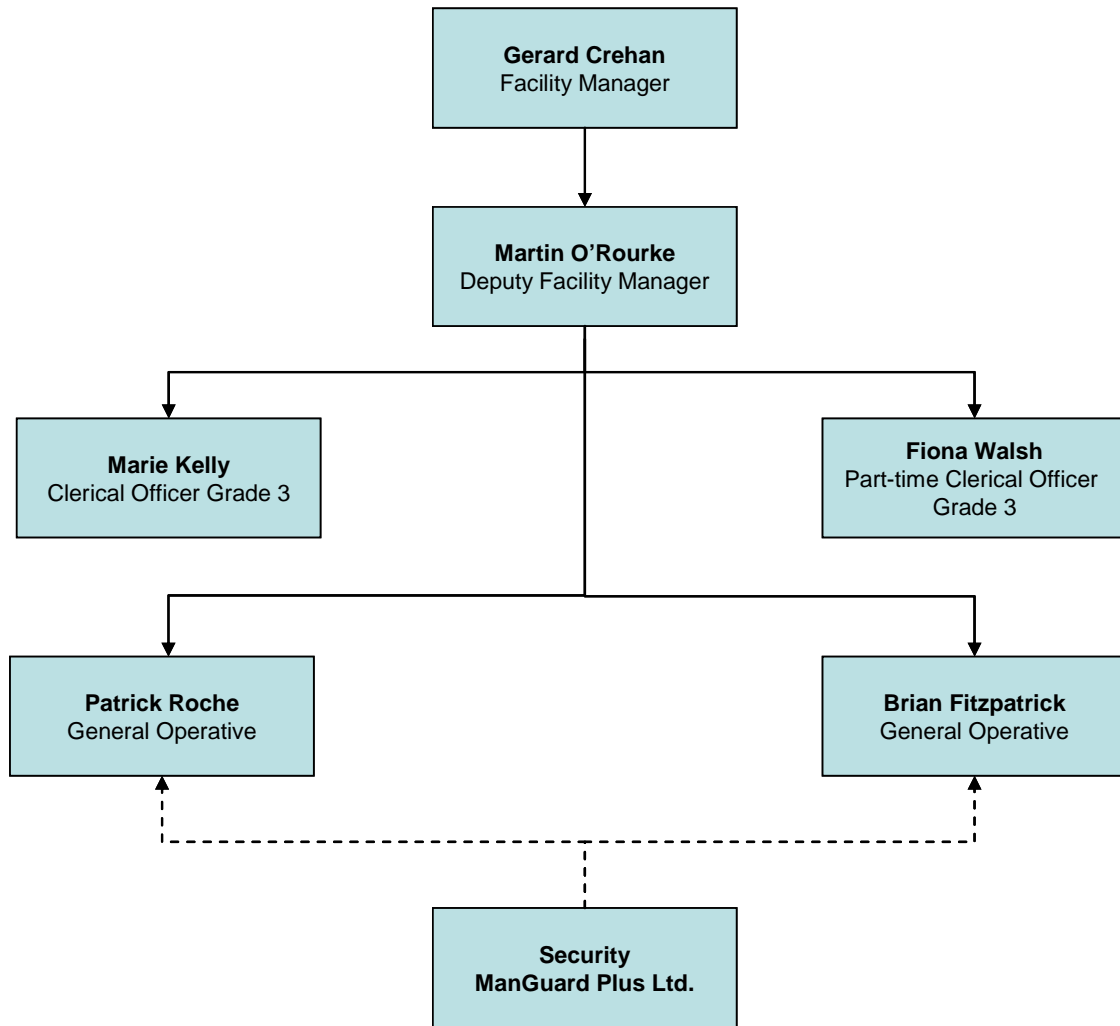 Gerard Crehan
Facility Manager
Martin O’Rourke
Deputy Facility Manager
Marie Kelly
Clerical Officer Grade 3
Fiona Walsh
Part-time Clerical Officer
Grade 3
Patrick Roche
General Operative
Brian Fitzpatrick
General Operative
Security
ManGuard Plus Ltd.